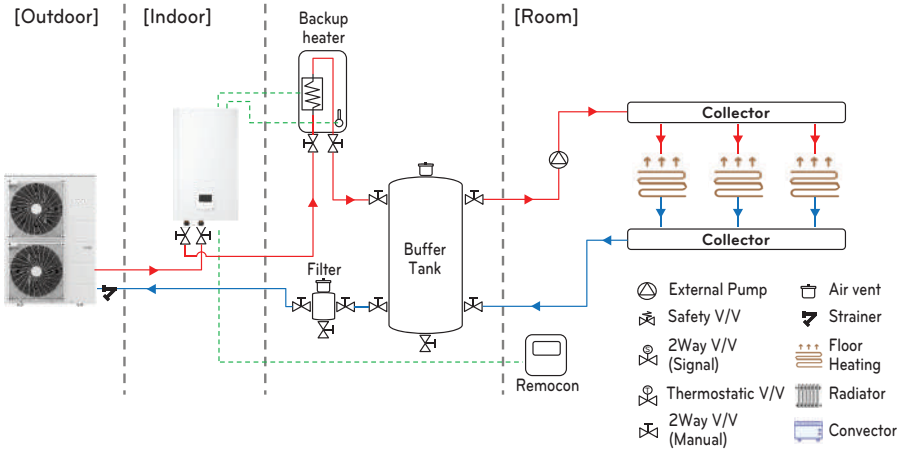 [Outdoor]
[Indoor]
[Room]
Backup
heater
Collector
Buffer
Tank
Collector
Filter
Remocon
External Pump
Safety V/V
2Way V/V
(Signal)
Thermostatic V/V
2Way V/V
(Manual)
Air vent
Strainer
Floor
Heating
Radiator
Convector
S
T